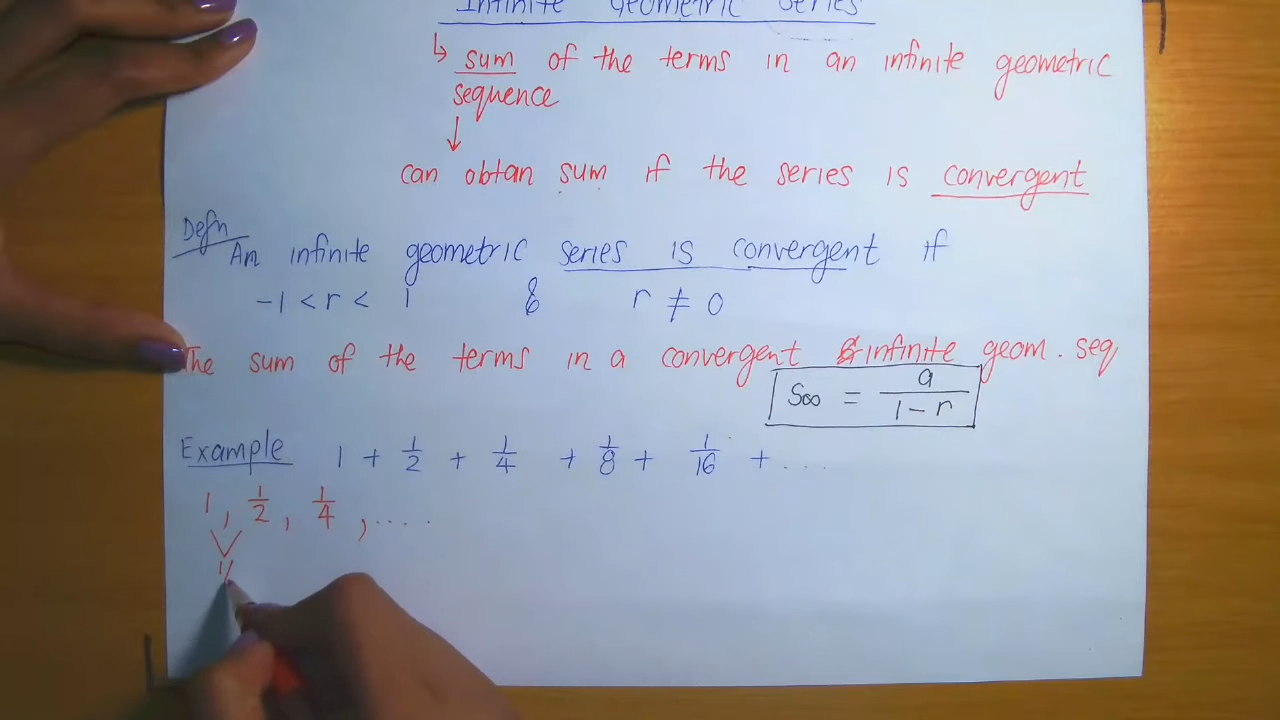 Infinite Geometric Series
↳ sum of the terms in an infinite geometric
sequence
↓
can obtan sum if the series is convergent
Defn
An infinite geometric series is convergent if
-1 < r < 1 & r ≠ 0
The sum of the terms in a convergent infinite geom. seq
S∞ = a/(1-r)
Example 1 + 1/2 + 1/4 + 1/8 + 1/16 + ....
1, 1/2, 1/4, .....
1/